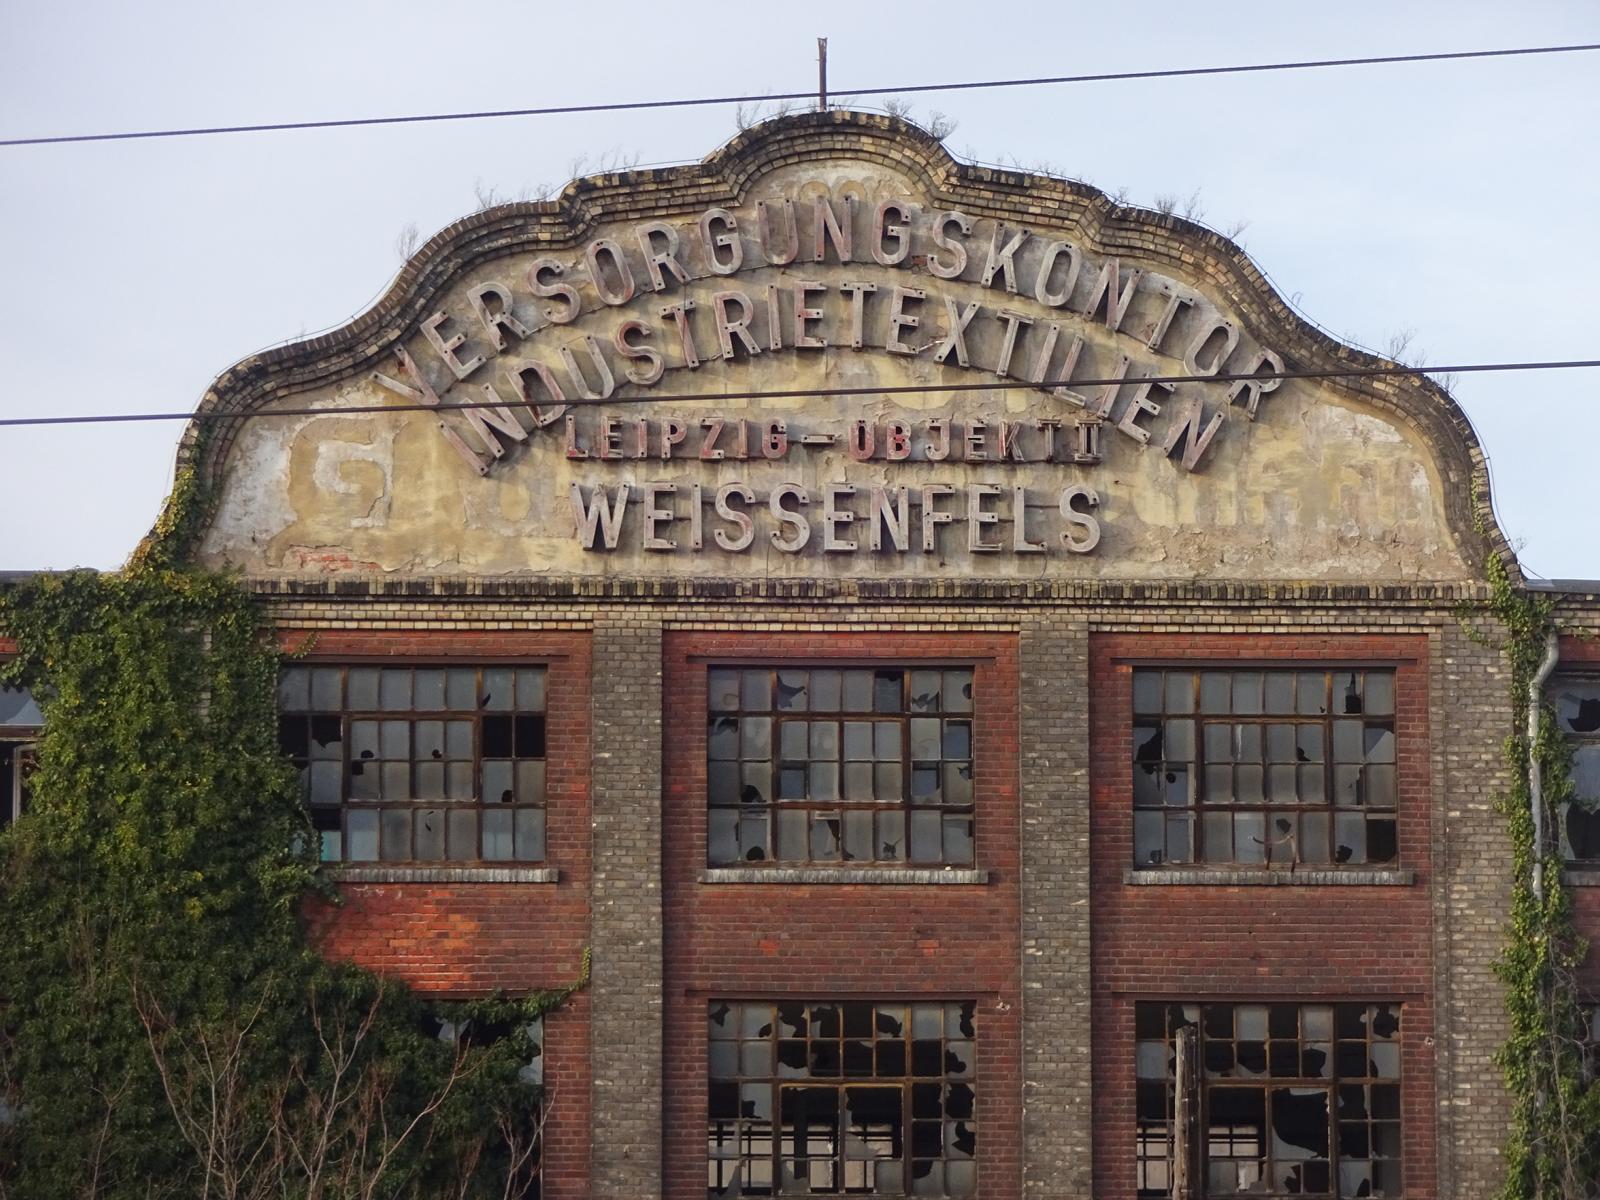 VERSORGUNGSKONTOR
INDUSTRIETEXTILIEN
LEIPZIG - OBJEKT II
WEISSENFELS